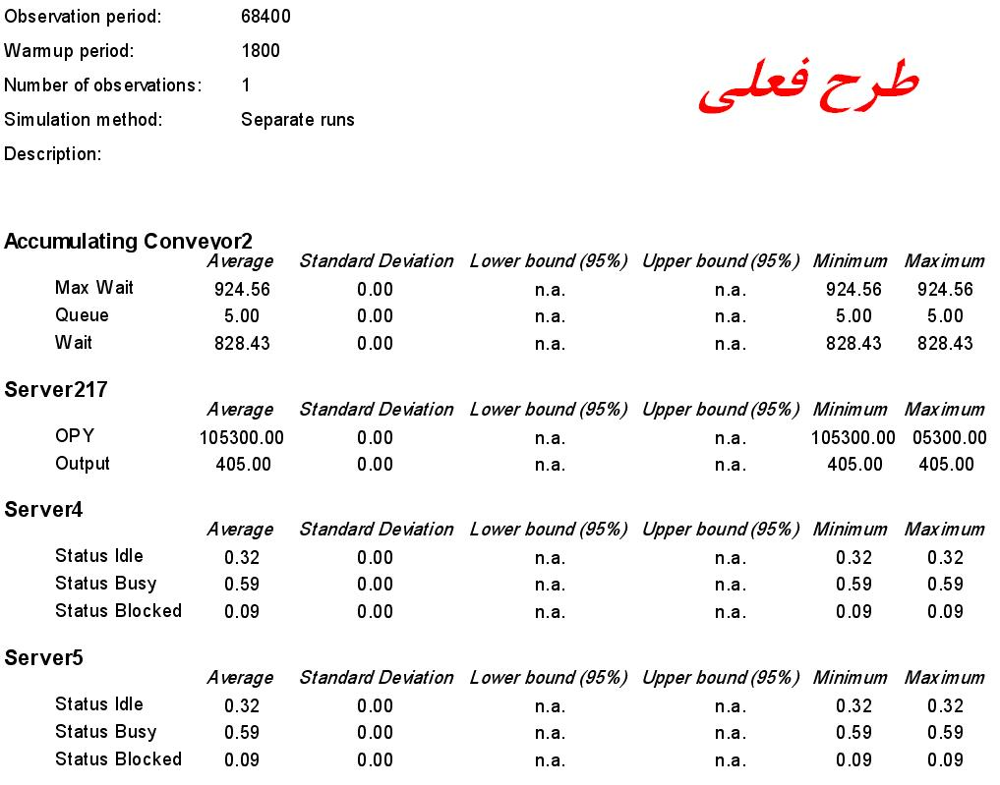 Observation period: 68400
Warmup period: 1800
Number of observations: 1
Simulation method: Separate runs
Description:
طرح فعلی
Accumulating Conveyor2
Average Standard Deviation Lower bound (95%) Upper bound (95%) Minimum Maximum
Max Wait 924.56 0.00 n.a. n.a. 924.56 924.56
Queue 5.00 0.00 n.a. n.a. 5.00 5.00
Wait 828.43 0.00 n.a. n.a. 828.43 828.43
Server217
Average Standard Deviation Lower bound (95%) Upper bound (95%) Minimum Maximum
OPY 105300.00 0.00 n.a. n.a. 105300.00 05300.00
Output 405.00 0.00 n.a. n.a. 405.00 405.00
Server4
Average Standard Deviation Lower bound (95%) Upper bound (95%) Minimum Maximum
Status Idle 0.32 0.00 n.a. n.a. 0.32 0.32
Status Busy 0.59 0.00 n.a. n.a. 0.59 0.59
Status Blocked 0.09 0.00 n.a. n.a. 0.09 0.09
Server5
Average Standard Deviation Lower bound (95%) Upper bound (95%) Minimum Maximum
Status Idle 0.32 0.00 n.a. n.a. 0.32 0.32
Status Busy 0.59 0.00 n.a. n.a. 0.59 0.59
Status Blocked 0.09 0.00 n.a. n.a. 0.09 0.09